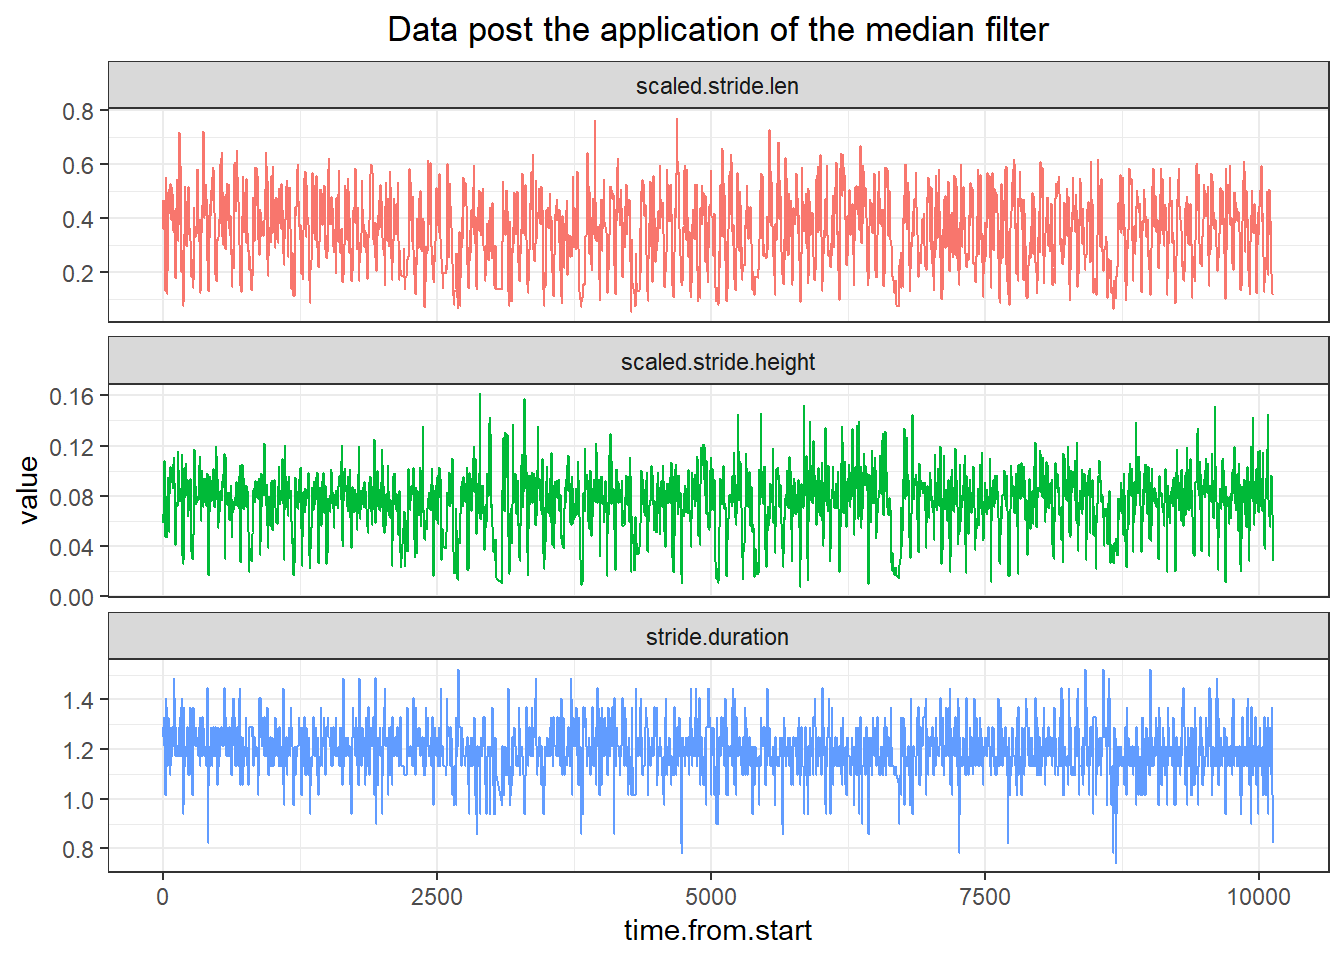 Data post the application of the median filter
scaled.stride.len
0.8
0.6
0.4
0.2
scaled.stride.height
0.16
0.12
0.08
0.04
0.00
value
stride.duration
1.4
1.2
1.0
0.8
0 2500 5000 7500 10000
time.from.start